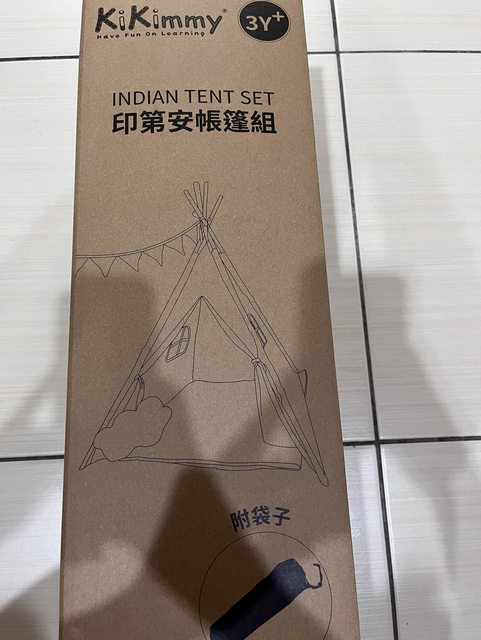 KiKimmy®
Have Fun On Learning
3Y+
INDIAN TENT SET
印第安帳篷組
附袋子